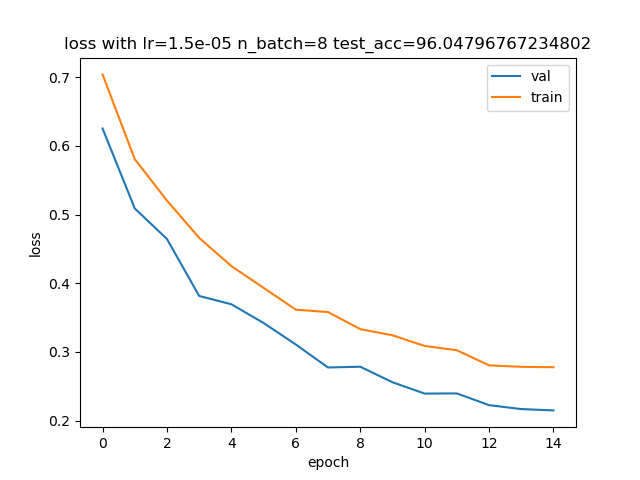 loss with lr=1.5e-05 n_batch=8 test_acc=96.04796767234802
val
train
0.7
0.6
0.5
0.4
0.3
0.2
loss
0 2 4 6 8 10 12 14
epoch